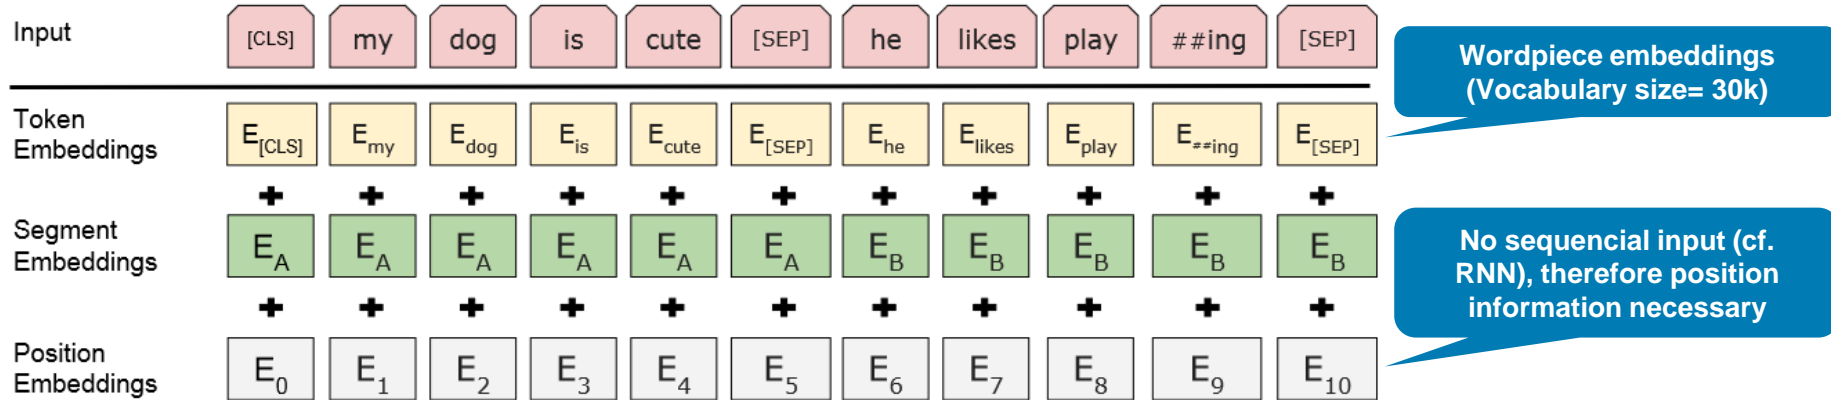 Input [CLS] my dog is cute [SEP] he likes play ##ing [SEP]
Wordpiece embeddings
(Vocabulary size= 30k)
Token
Embeddings
E[CLS] Emy Edog Eis Ecute E[SEP] Ehe Elikes Eplay E##ing E[SEP]
+ + + + + + + + + + +
Segment
Embeddings
EA EA EA EA EA EA EB EB EB EB EB
No sequencial input (cf.
RNN), therefore position
information necessary
+ + + + + + + + + + +
Position
Embeddings
E0 E1 E2 E3 E4 E5 E6 E7 E8 E9 E10